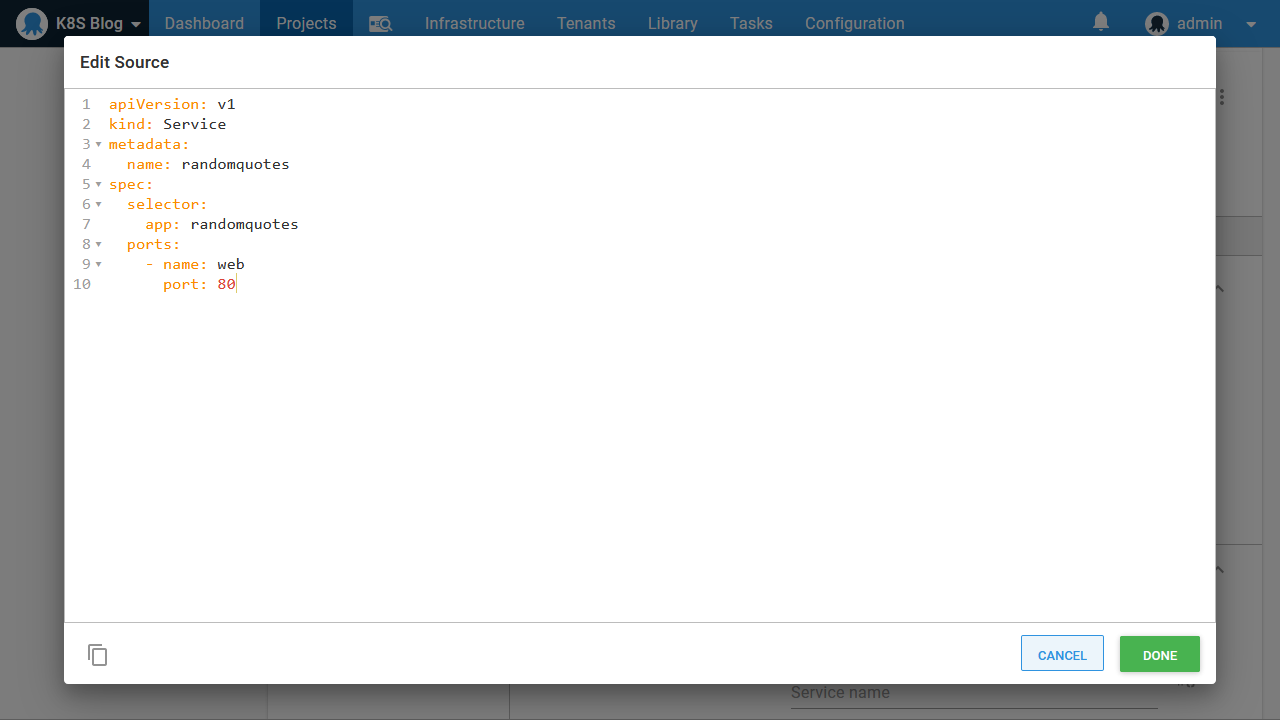 K8S Blog
Dashboard
Projects
Infrastructure
Tenants
Library
Tasks
Configuration
admin
Edit Source
1 apiVersion: v1
2 kind: Service
3 metadata:
4   name: randomquotes
5 spec:
6   selector:
7     app: randomquotes
8   ports:
9     - name: web
10       port: 80
CANCEL
DONE
Service name